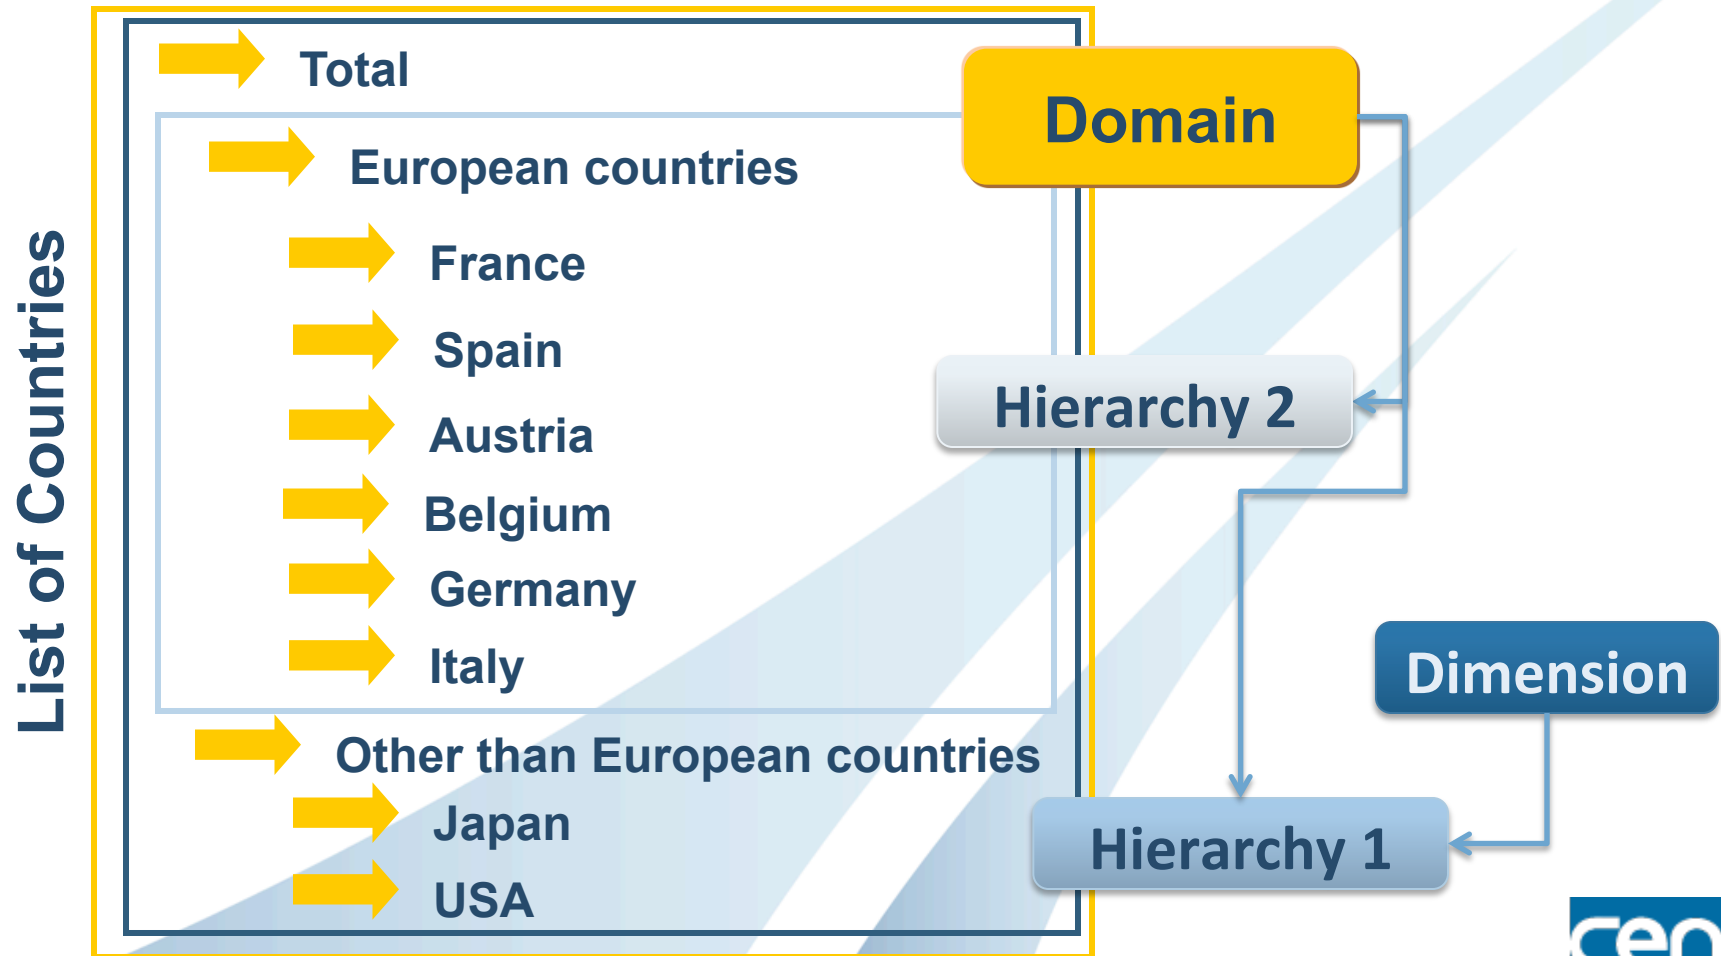 List of Countries
Total
Domain
European countries
France
Spain
Hierarchy 2
Austria
Belgium
Germany
Italy
Dimension
Other than European countries
Japan
Hierarchy 1
USA
cen